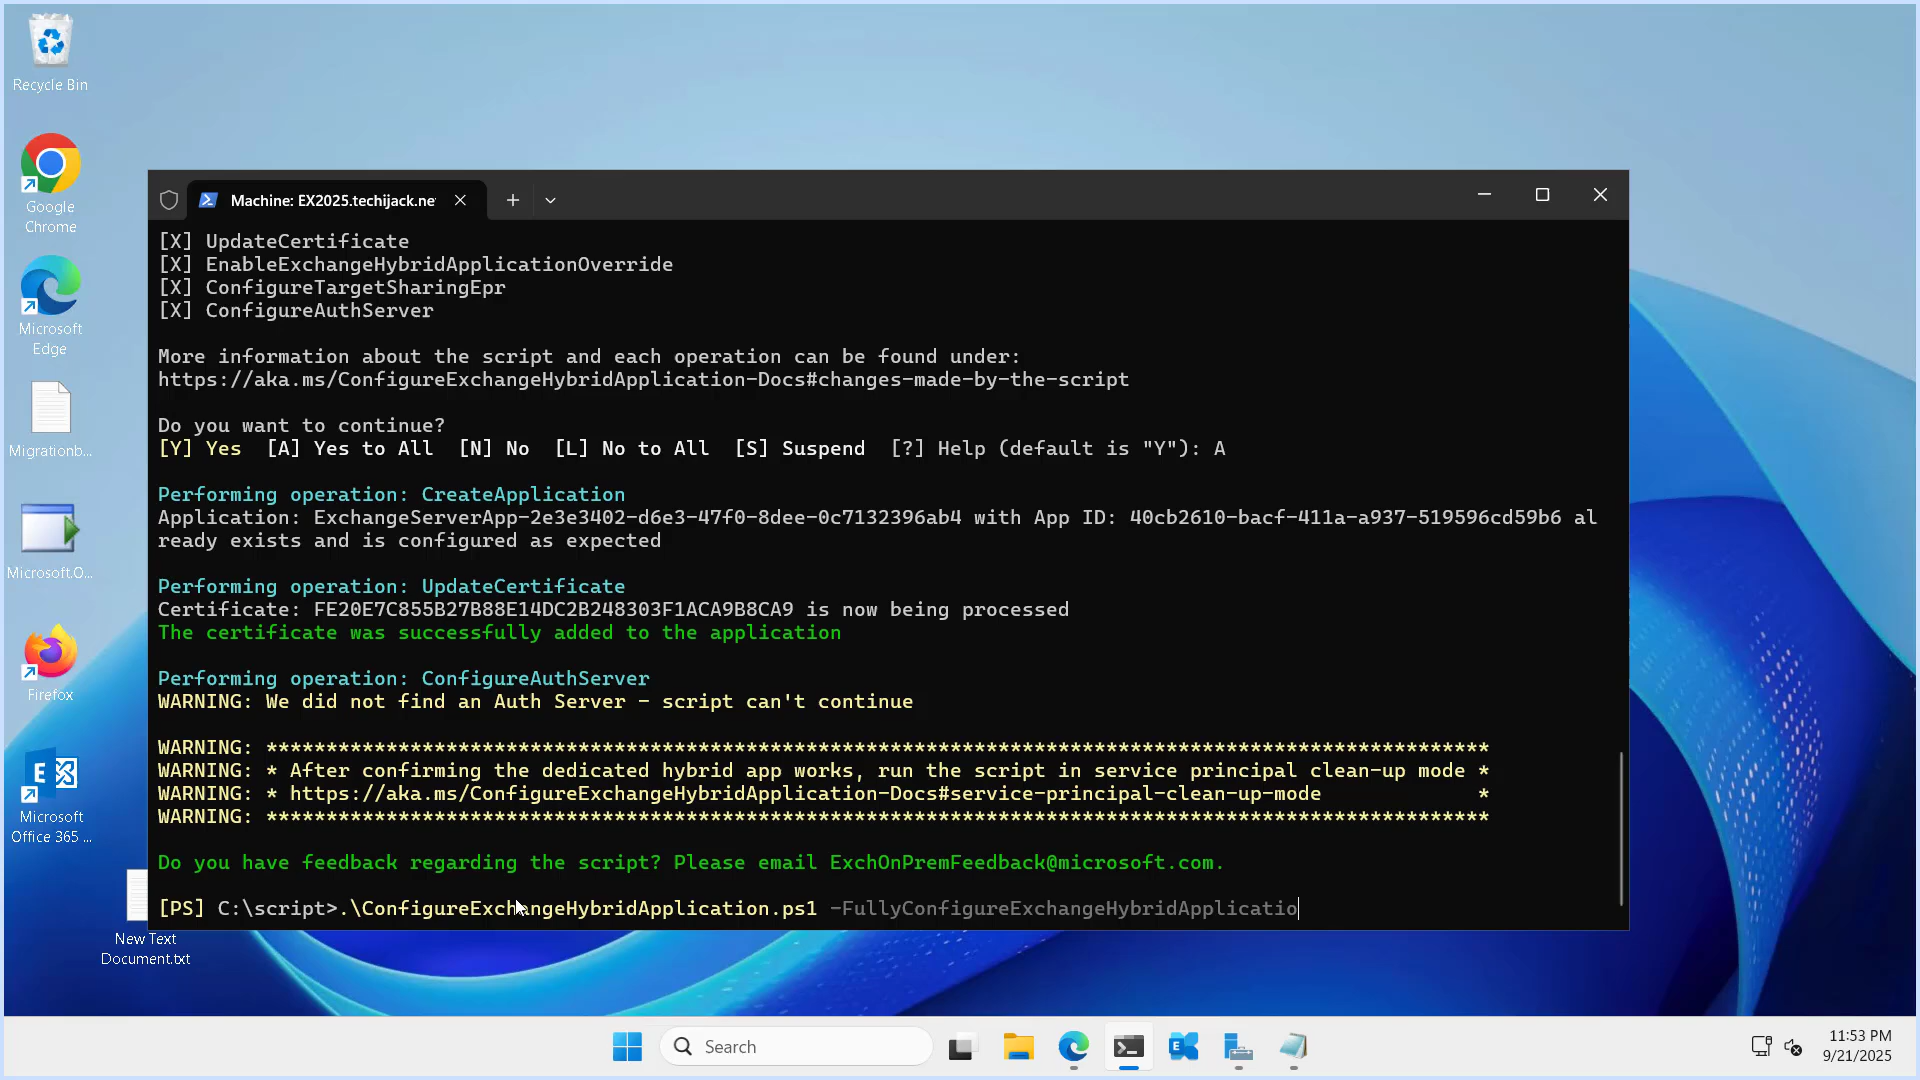 Recycle Bin
Google
Chrome
Microsoft
Edge
Migrationb...
Microsoft.O...
Firefox
Microsoft
Office 365 ...
New Text
Document.txt
Machine: EX2025.techijack.ne
[X] UpdateCertificate
[X] EnableExchangeHybridApplicationOverride
[X] ConfigureTargetSharingEpr
[X] ConfigureAuthServer
More information about the script and each operation can be found under:
https://aka.ms/ConfigureExchangeHybridApplication-Docs#changes-made-by-the-script
Do you want to continue?
[Y] Yes  [A] Yes to All  [N] No  [L] No to All  [S] Suspend  [?] Help (default is "Y"): A
Performing operation: CreateApplication
Application: ExchangeServerApp-2e3e3402-d6e3-47f0-8dee-0c7132396ab4 with App ID: 40cb2610-bacf-411a-a937-519596cd59b6 al
ready exists and is configured as expected
Performing operation: UpdateCertificate
Certificate: FE20E7C855B27B88E14DC2B248303F1ACA9B8CA9 is now being processed
The certificate was successfully added to the application
Performing operation: ConfigureAuthServer
WARNING: We did not find an Auth Server - script can't continue
WARNING: ******************************************************************************************************
WARNING: * After confirming the dedicated hybrid app works, run the script in service principal clean-up mode *
WARNING: * https://aka.ms/ConfigureExchangeHybridApplication-Docs#service-principal-clean-up-mode             *
WARNING: ******************************************************************************************************
Do you have feedback regarding the script? Please email ExchOnPremFeedback@microsoft.com.
[PS] C:\script>.\ConfigureExchangeHybridApplication.ps1 -FullyConfigureExchangeHybridApplicatio
Search
11:53 PM
9/21/2025